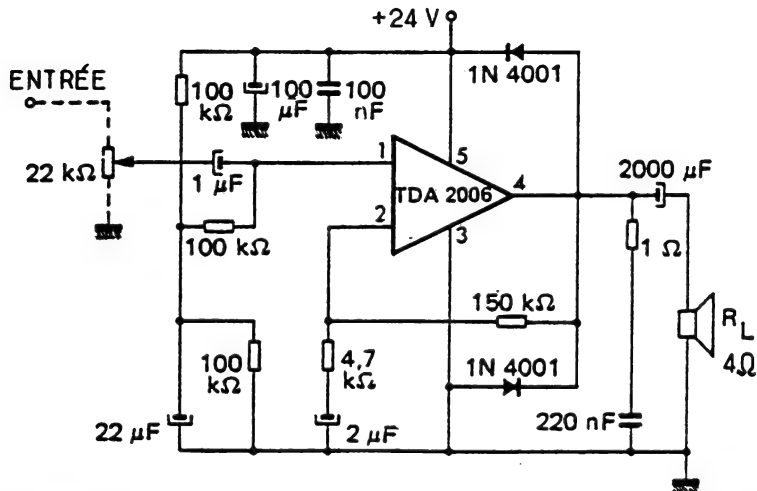 +24 V
ENTRÉE
100 kΩ
100 µF
100 nF
1N 4001
22 kΩ
1 µF
1
5
TDA 2006
4
2000 µF
2
3
100 kΩ
1 Ω
150 kΩ
RL
4Ω
100 kΩ
4,7 kΩ
1N 4001
22 µF
2 µF
220 nF